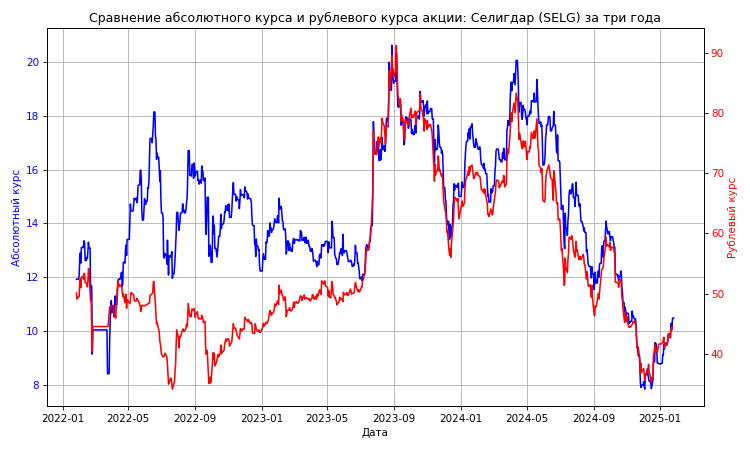 Сравнение абсолютного курса и рублевого курса акции: Селигдар (SELG) за три года
Абсолютный курс
20
18
16
14
12
10
8
90
80
70
60
50
40
Рублевый курс
2022-01 2022-05 2022-09 2023-01 2023-05 2023-09 2024-01 2024-05 2024-09 2025-01
Дата